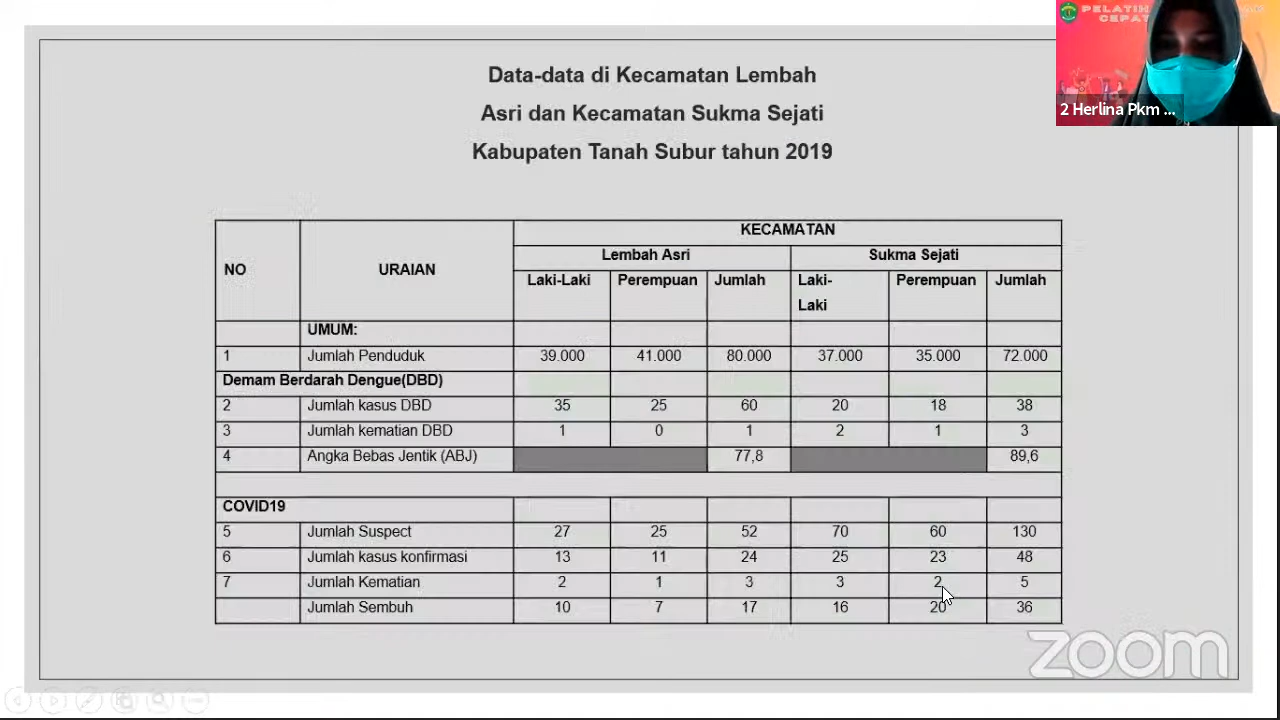 PELATIH
CEPAT
2 Herlina Pkm ...
Data-data di Kecamatan Lembah
Asri dan Kecamatan Sukma Sejati
Kabupaten Tanah Subur tahun 2019
NO URAIAN KECAMATAN
Lembah Asri Sukma Sejati
Laki-Laki Perempuan Jumlah Laki- Perempuan Jumlah
Laki
UMUM:
1 Jumlah Penduduk 39.000 41.000 80.000 37.000 35.000 72.000
Demam Berdarah Dengue(DBD)
2 Jumlah kasus DBD 35 25 60 20 18 38
3 Jumlah kematian DBD 1 0 1 2 1 3
4 Angka Bebas Jentik (ABJ) 77,8 89,6
COVID19
5 Jumlah Suspect 27 25 52 70 60 130
6 Jumlah kasus konfirmasi 13 11 24 25 23 48
7 Jumlah Kematian 2 1 3 3 2 5
Jumlah Sembuh 10 7 17 16 20 36
zoom